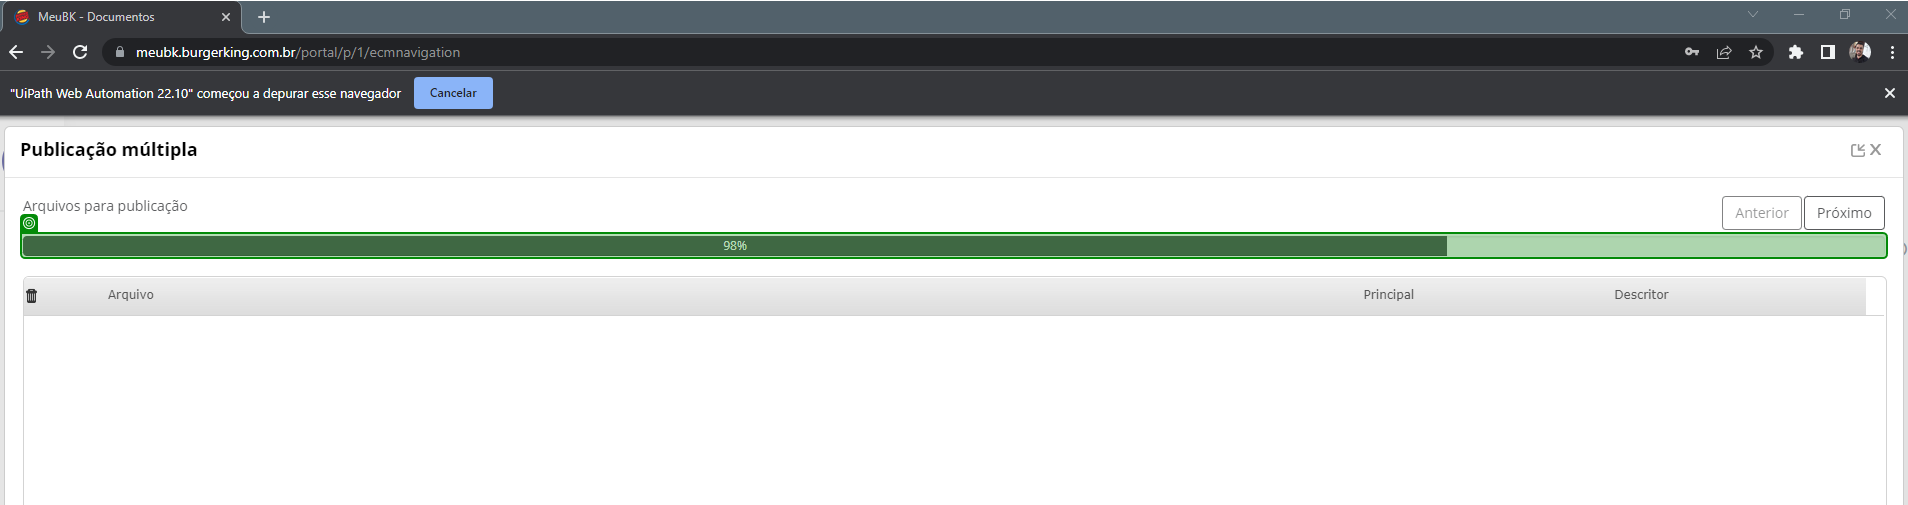 MeuBK - Documentos
meubk.burgerking.com.br/portal/p/1/ecmnavigation
"UiPath Web Automation 22.10" começou a depurar esse navegador
Cancelar
Publicação múltipla
Arquivos para publicação
Anterior
Próximo
98%
Arquivo
Principal
Descritor